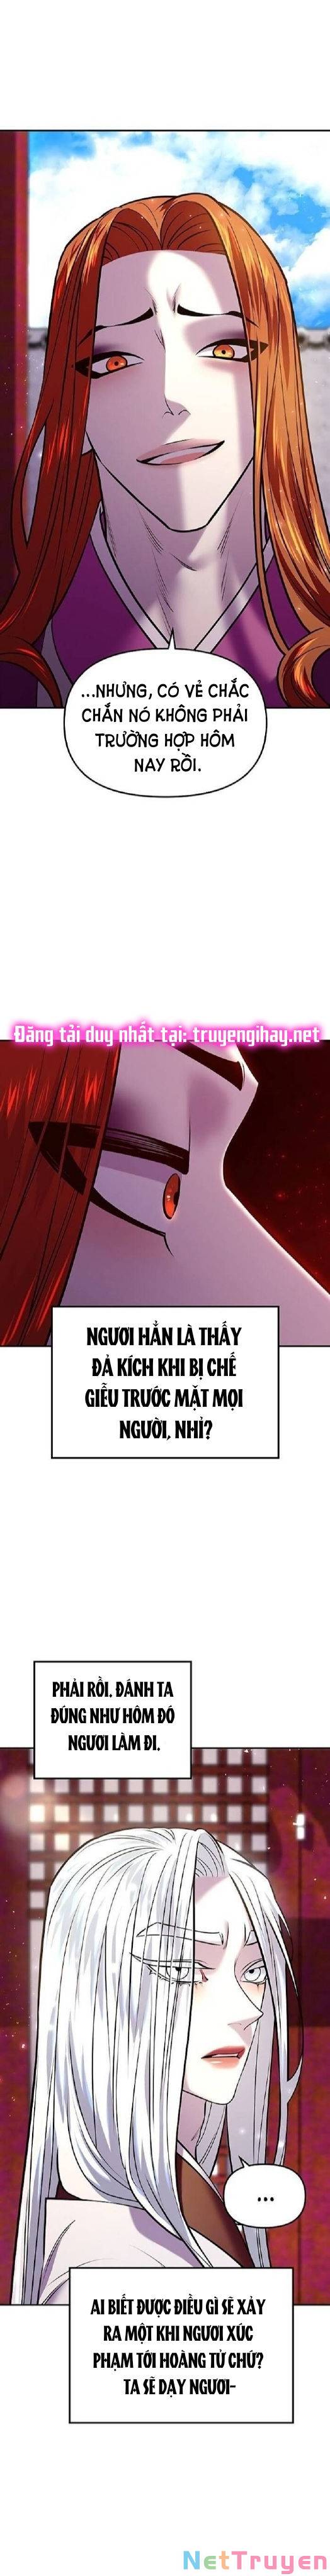 ...NHƯNG, CÓ VẺ CHẮC
CHẮN NÓ KHÔNG PHẢI
TRƯỜNG HỢP HÔM
NAY RỒI.
Đăng tải duy nhất tại: truyengihay.net
NGƯƠI HẲN LÀ THẤY
ĐẢ KÍCH KHI BỊ CHẾ
GIỄU TRƯỚC MẶT MỌI
NGƯỜI, NHỈ?
PHẢI RỒI. ĐÁNH TA
ĐÚNG NHƯ HÔM ĐÓ
NGƯƠI LÀM ĐI.
...
AI BIẾT ĐƯỢC ĐIỀU GÌ SẼ XẢY
RA MỘT KHI NGƯƠI XÚC
PHẠM TỚI HOÀNG TỬ CHỨ?
TA SẼ DẠY NGƯƠI-
NetTruyen